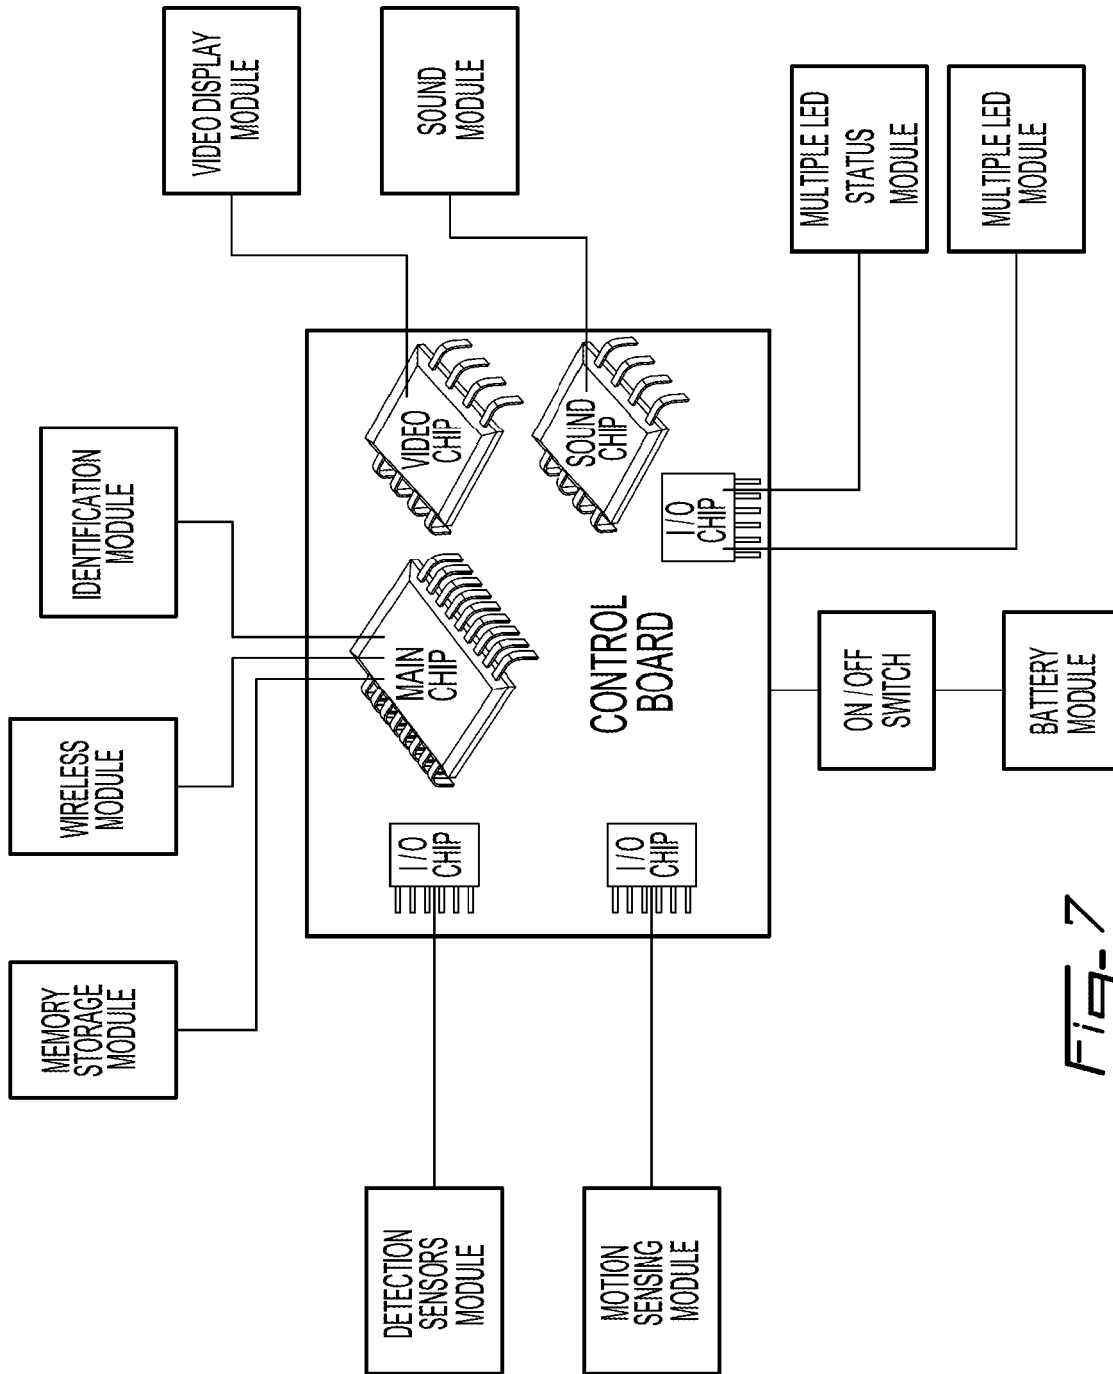 MEMORY
STORAGE
MODULE
WIRELESS
MODULE
IDENTIFICATION
MODULE
VIDEO DISPLAY
MODULE
SOUND
MODULE
DETECTION
SENSORS
MODULE
MOTION
SENSING
MODULE
I/O
CHIP
I/O
CHIP
MAIN
CHIP
VIDEO
CHIP
SOUND
CHIP
I/O
CHIP
CONTROL
BOARD
MULTIPLE LED
STATUS
MODULE
MULTIPLE LED
MODULE
ON / OFF
SWITCH
BATTERY
MODULE
Fig- 7